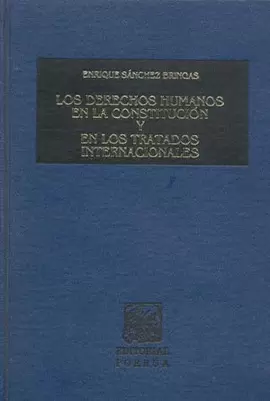 ENRIQUE SÁNCHEZ BRINGAS
LOS DERECHOS HUMANOS
EN LA CONSTITUCIÓN
Y
EN LOS TRATADOS
INTERNACIONALES
EDITORIAL
PORRÚA